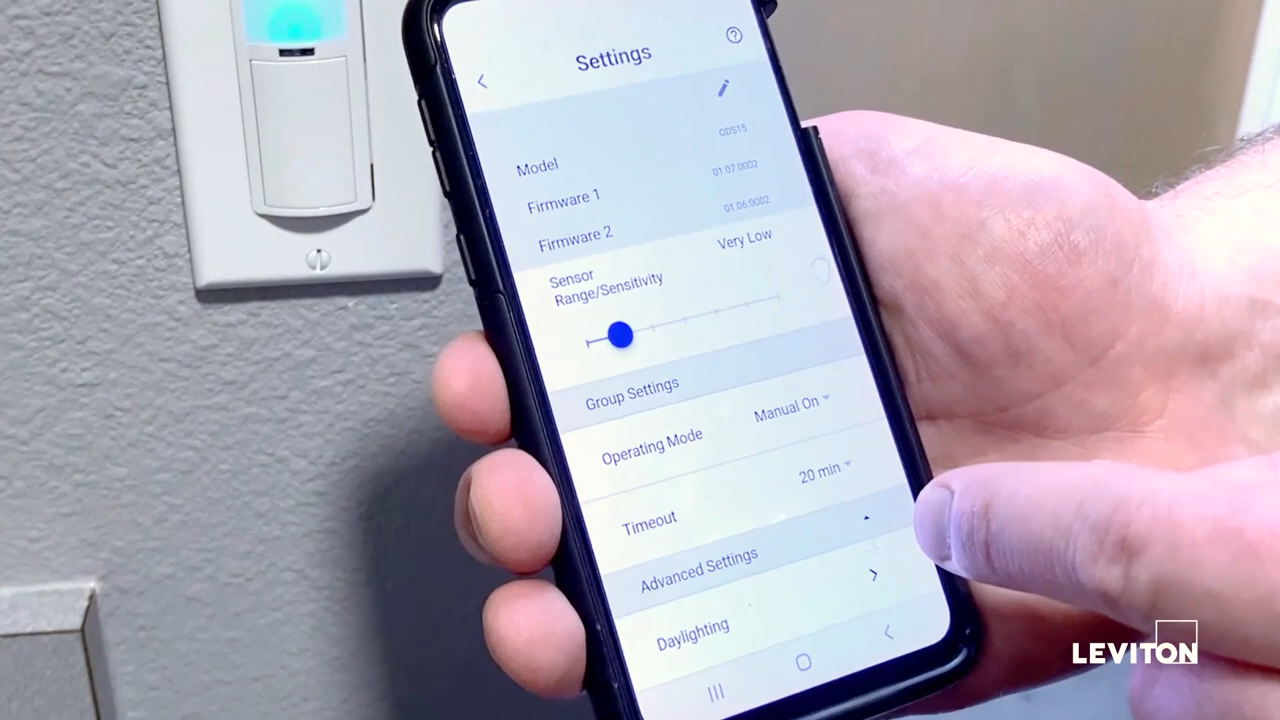 Settings
Model ODS15
Firmware 1 01.07.0002
Firmware 2 01.06.0002
Sensor
Range/Sensitivity Very Low
Group Settings
Operating Mode Manual On
Timeout 20 min
Advanced Settings
Daylighting
LEVITON